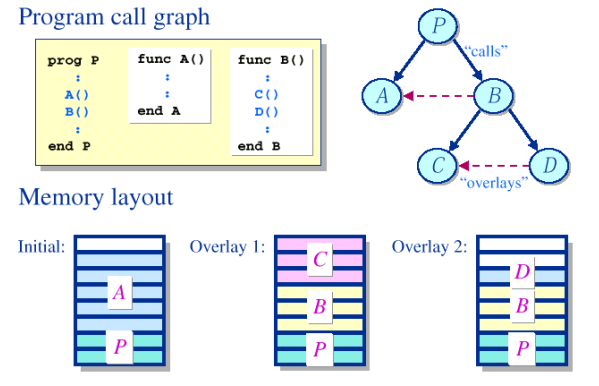 Program call graph
prog P
:
A()
B()
:
end P
func A()
:
:
end A
func B()
:
C()
D()
:
end B
P
"calls"
A
B
C
D
"overlays"
Memory layout
Initial:
A
P
Overlay 1:
C
B
P
Overlay 2:
D
B
P